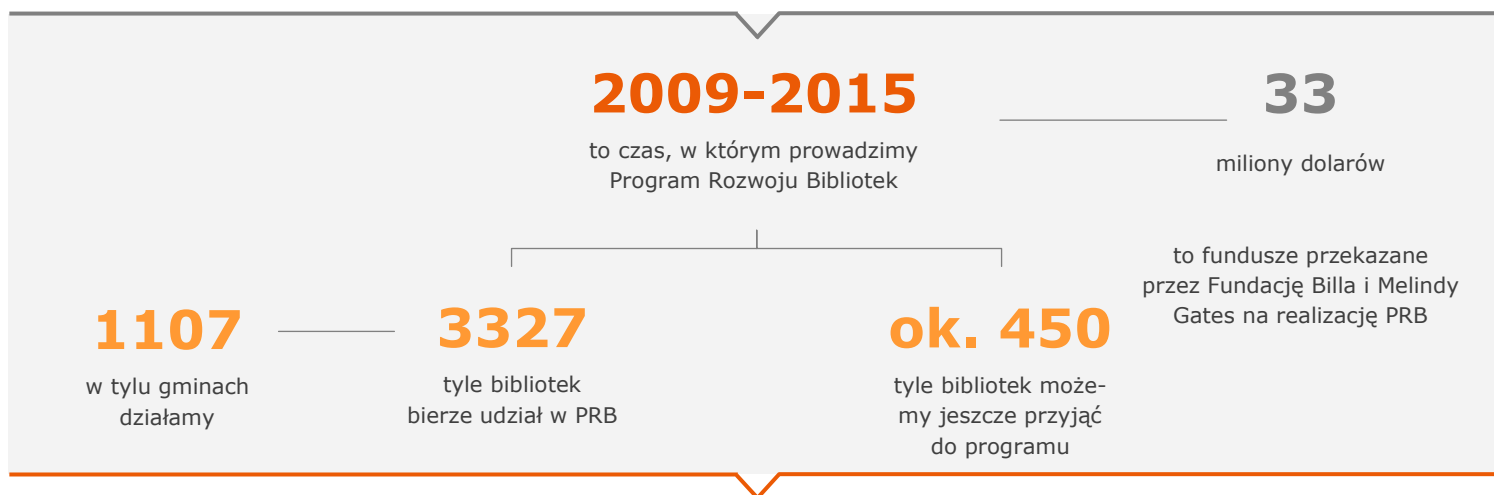 2009-2015
to czas, w którym prowadzimy
Program Rozwoju Bibliotek
33
miliony dolarów
to fundusze przekazane
przez Fundację Billa i Melindy
Gates na realizację PRB
1107
w tylu gminach
działamy
3327
tyle bibliotek
bierze udział w PRB
ok. 450
tyle bibliotek może-
my jeszcze przyjąć
do programu